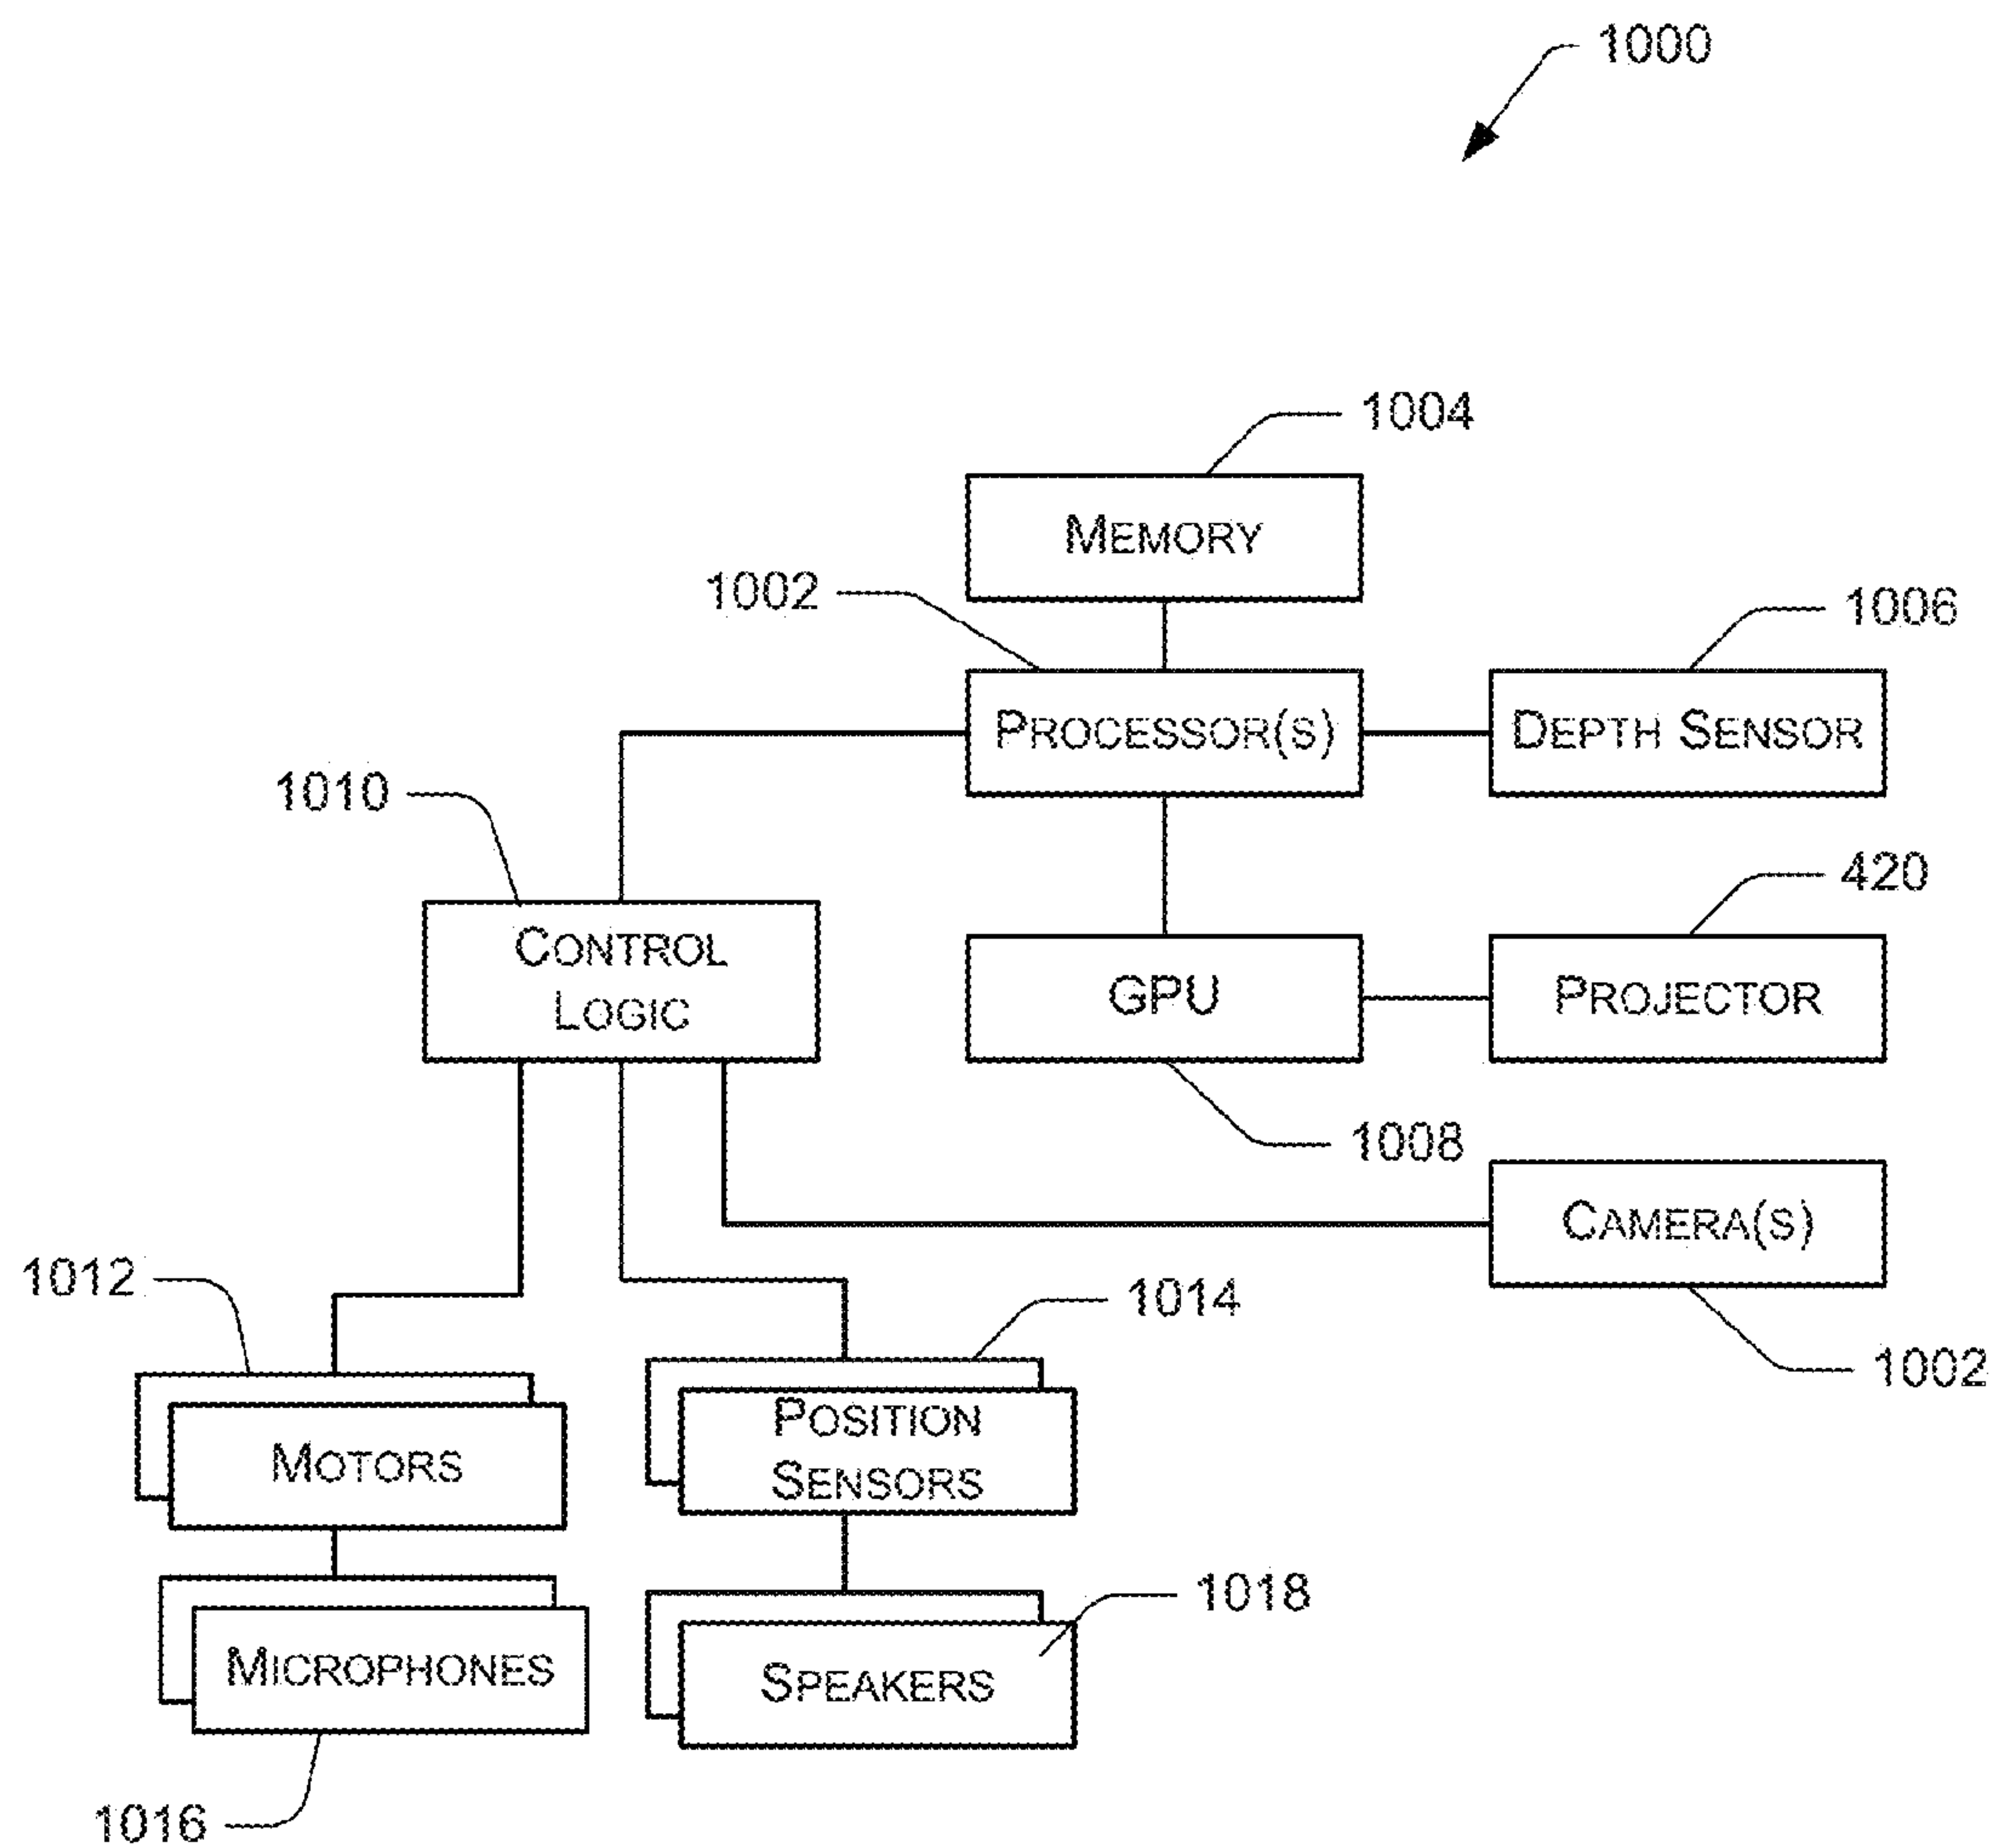 1000
1004
MEMORY
1002
1006
PROCESSOR(S)
DEPTH SENSOR
1010
420
CONTROL
LOGIC
GPU
PROJECTOR
1008
CAMERA(S)
1012
1014
1002
MOTORS
POSITION
SENSORS
1018
MICROPHONES
SPEAKERS
1016